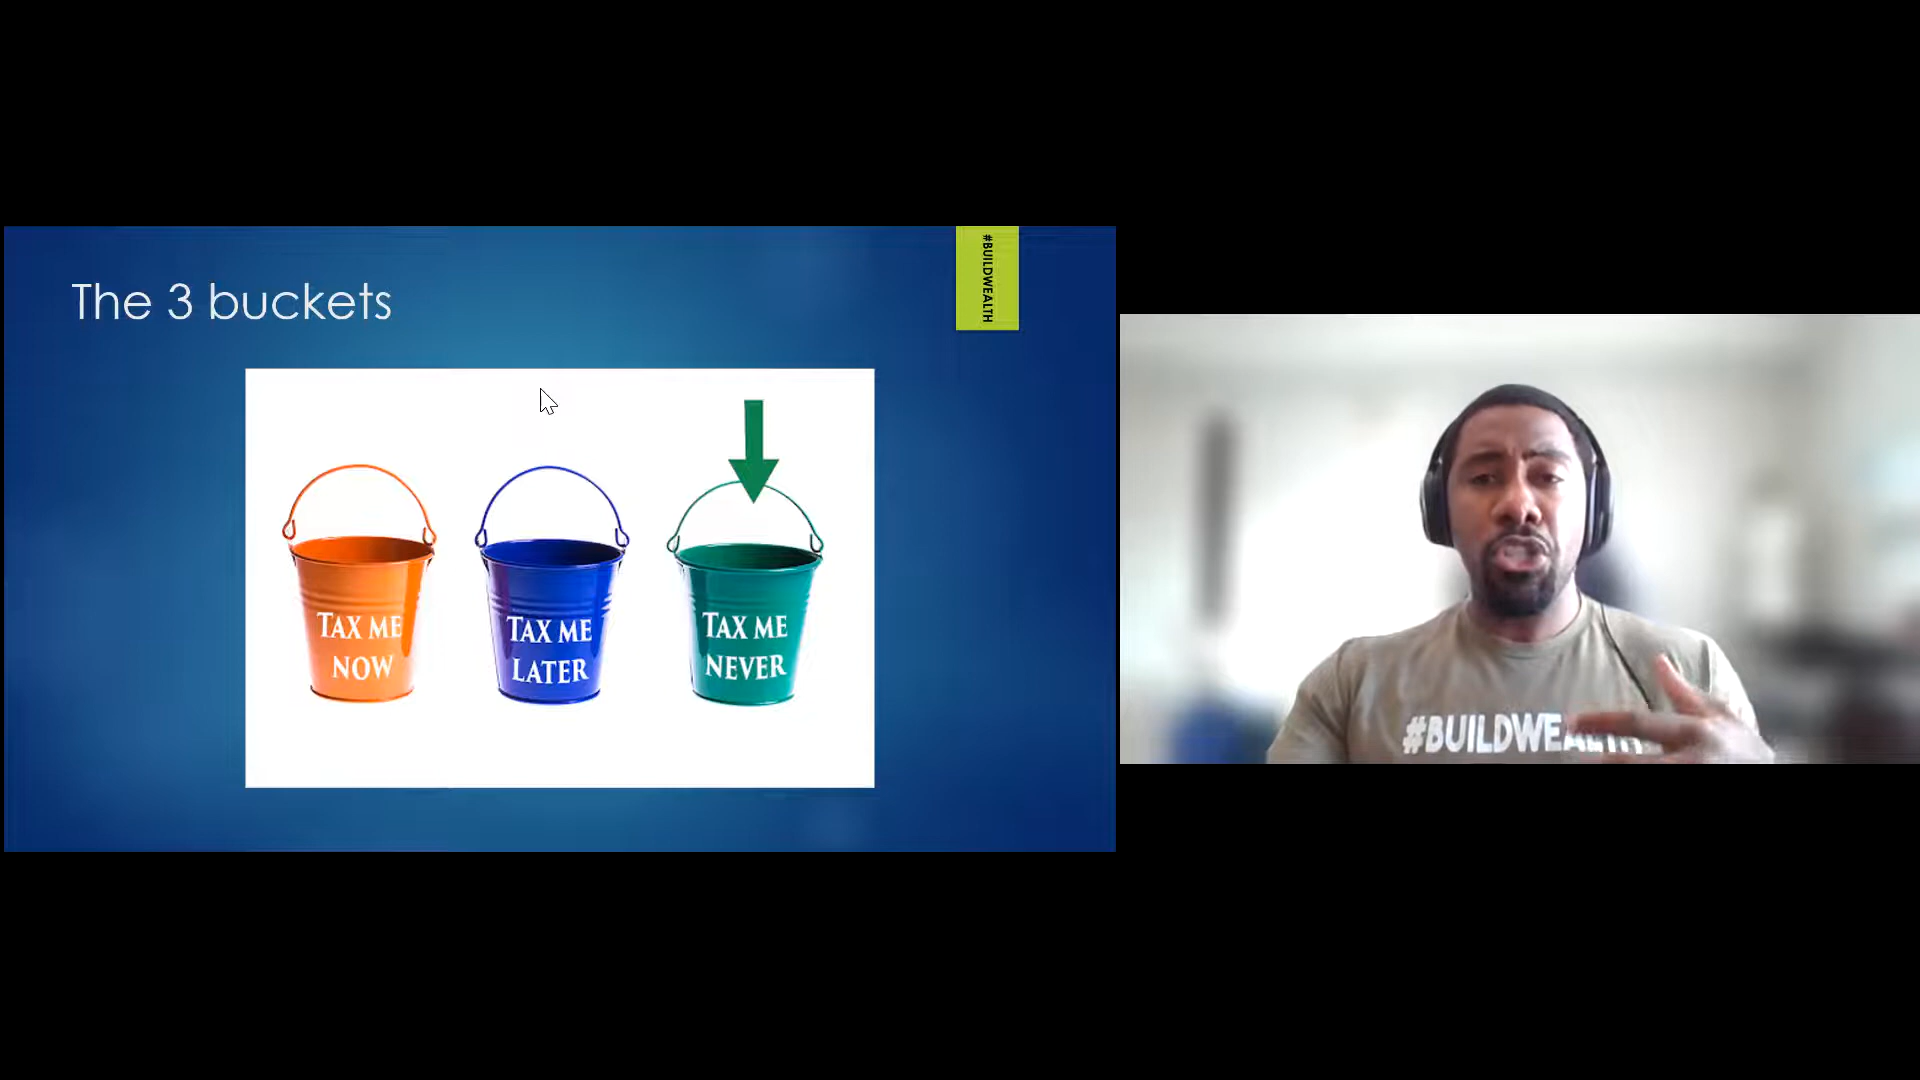 The 3 buckets
#BUILDWEALTH
TAX ME
NOW
TAX ME
LATER
TAX ME
NEVER
#BUILDWEALTH